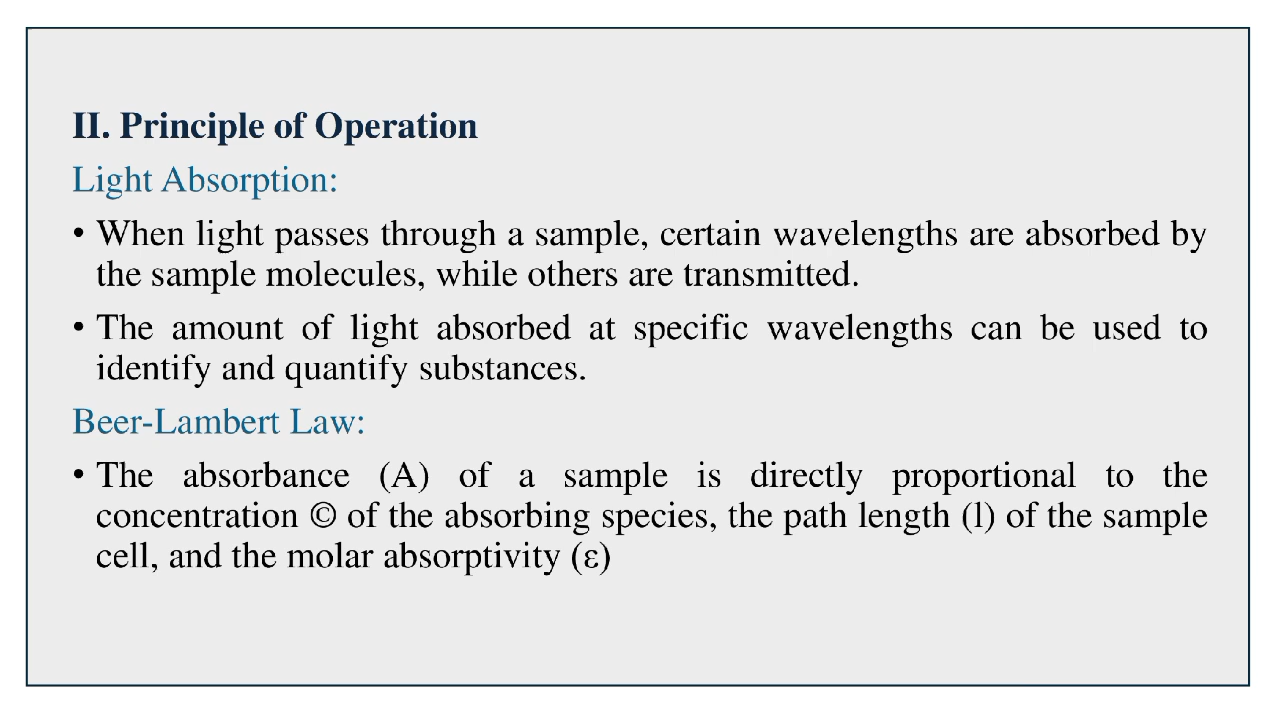 II. Principle of Operation
Light Absorption:
• When light passes through a sample, certain wavelengths are absorbed by
the sample molecules, while others are transmitted.
• The amount of light absorbed at specific wavelengths can be used to
identify and quantify substances.
Beer-Lambert Law:
• The absorbance (A) of a sample is directly proportional to the
concentration © of the absorbing species, the path length (l) of the sample
cell, and the molar absorptivity (ε)